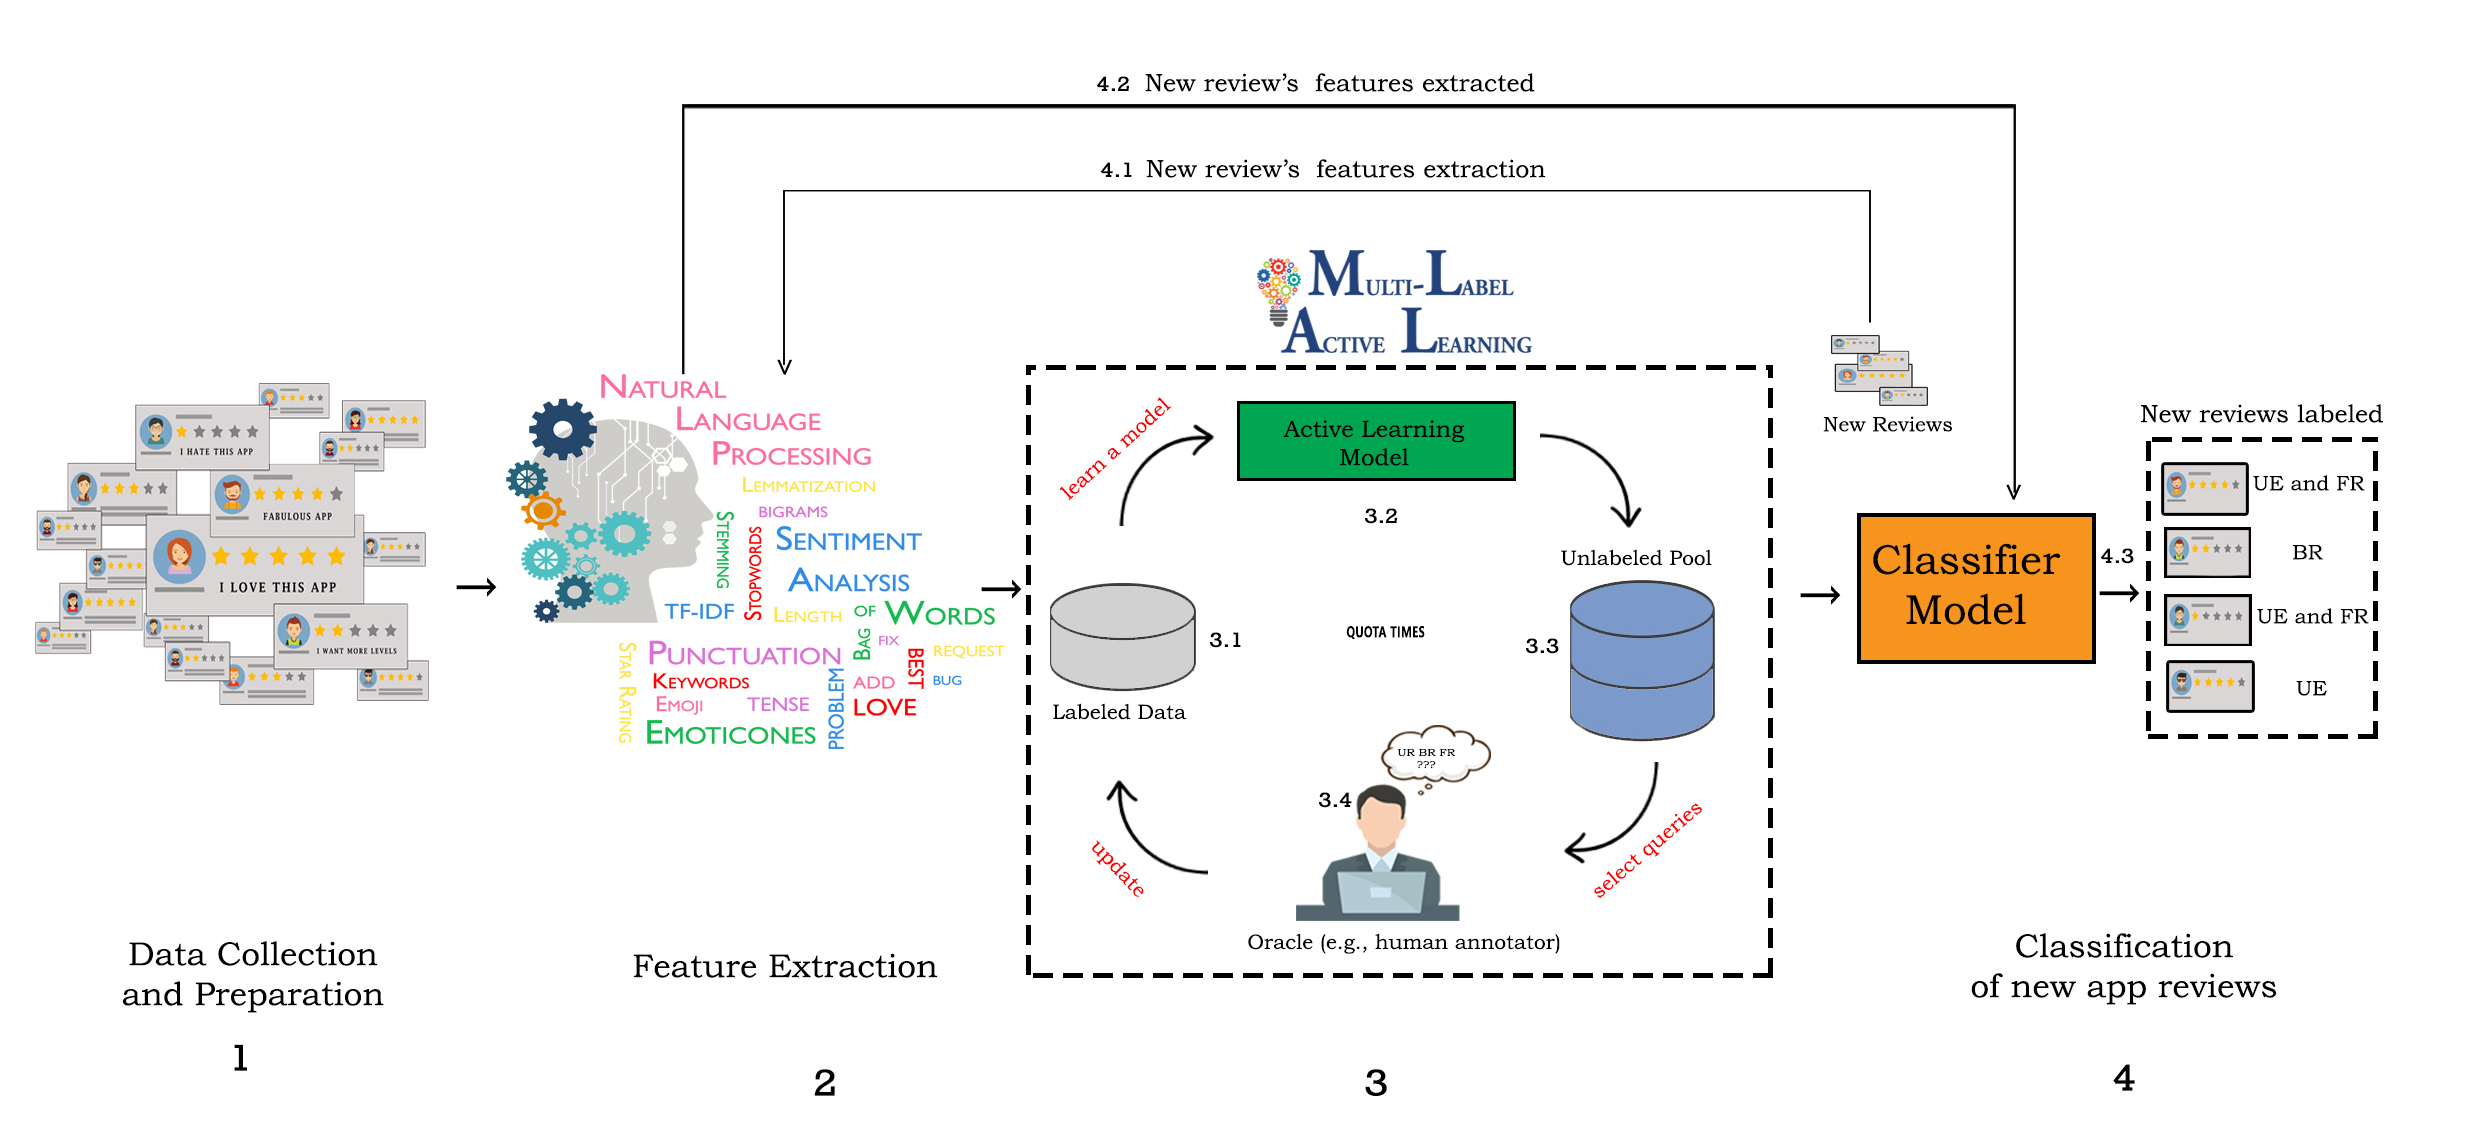 4.2 New review's features extracted
4.1 New review's features extraction
MULTI-LABEL
ACTIVE LEARNING
I HATE THIS APP
FABULOUS APP
I LOVE THIS APP
I WANT MORE LEVELS
NATURAL
LANGUAGE
PROCESSING
LEMMATIZATION
BIGRAMS
STEMMING
STOPWORDS
SENTIMENT
ANALYSIS
TF-IDF
LENGTH
BAG OF WORDS
FIX
STAR RATING
PUNCTUATION
BEST
REQUEST
KEYWORDS
PROBLEM
ADD
BUG
EMOJI
TENSE
LOVE
EMOTICONES
learn a model
Active Learning
Model
3.2
Unlabeled Pool
3.3
QUOTA TIMES
3.1
Labeled Data
UR BR FR
???
3.4
select queries
update
Oracle (e.g., human annotator)
New Reviews
Classifier
Model
4.3
New reviews labeled
UE and FR
BR
UE and FR
UE
Data Collection
and Preparation
1
Feature Extraction
2
3
Classification
of new app reviews
4